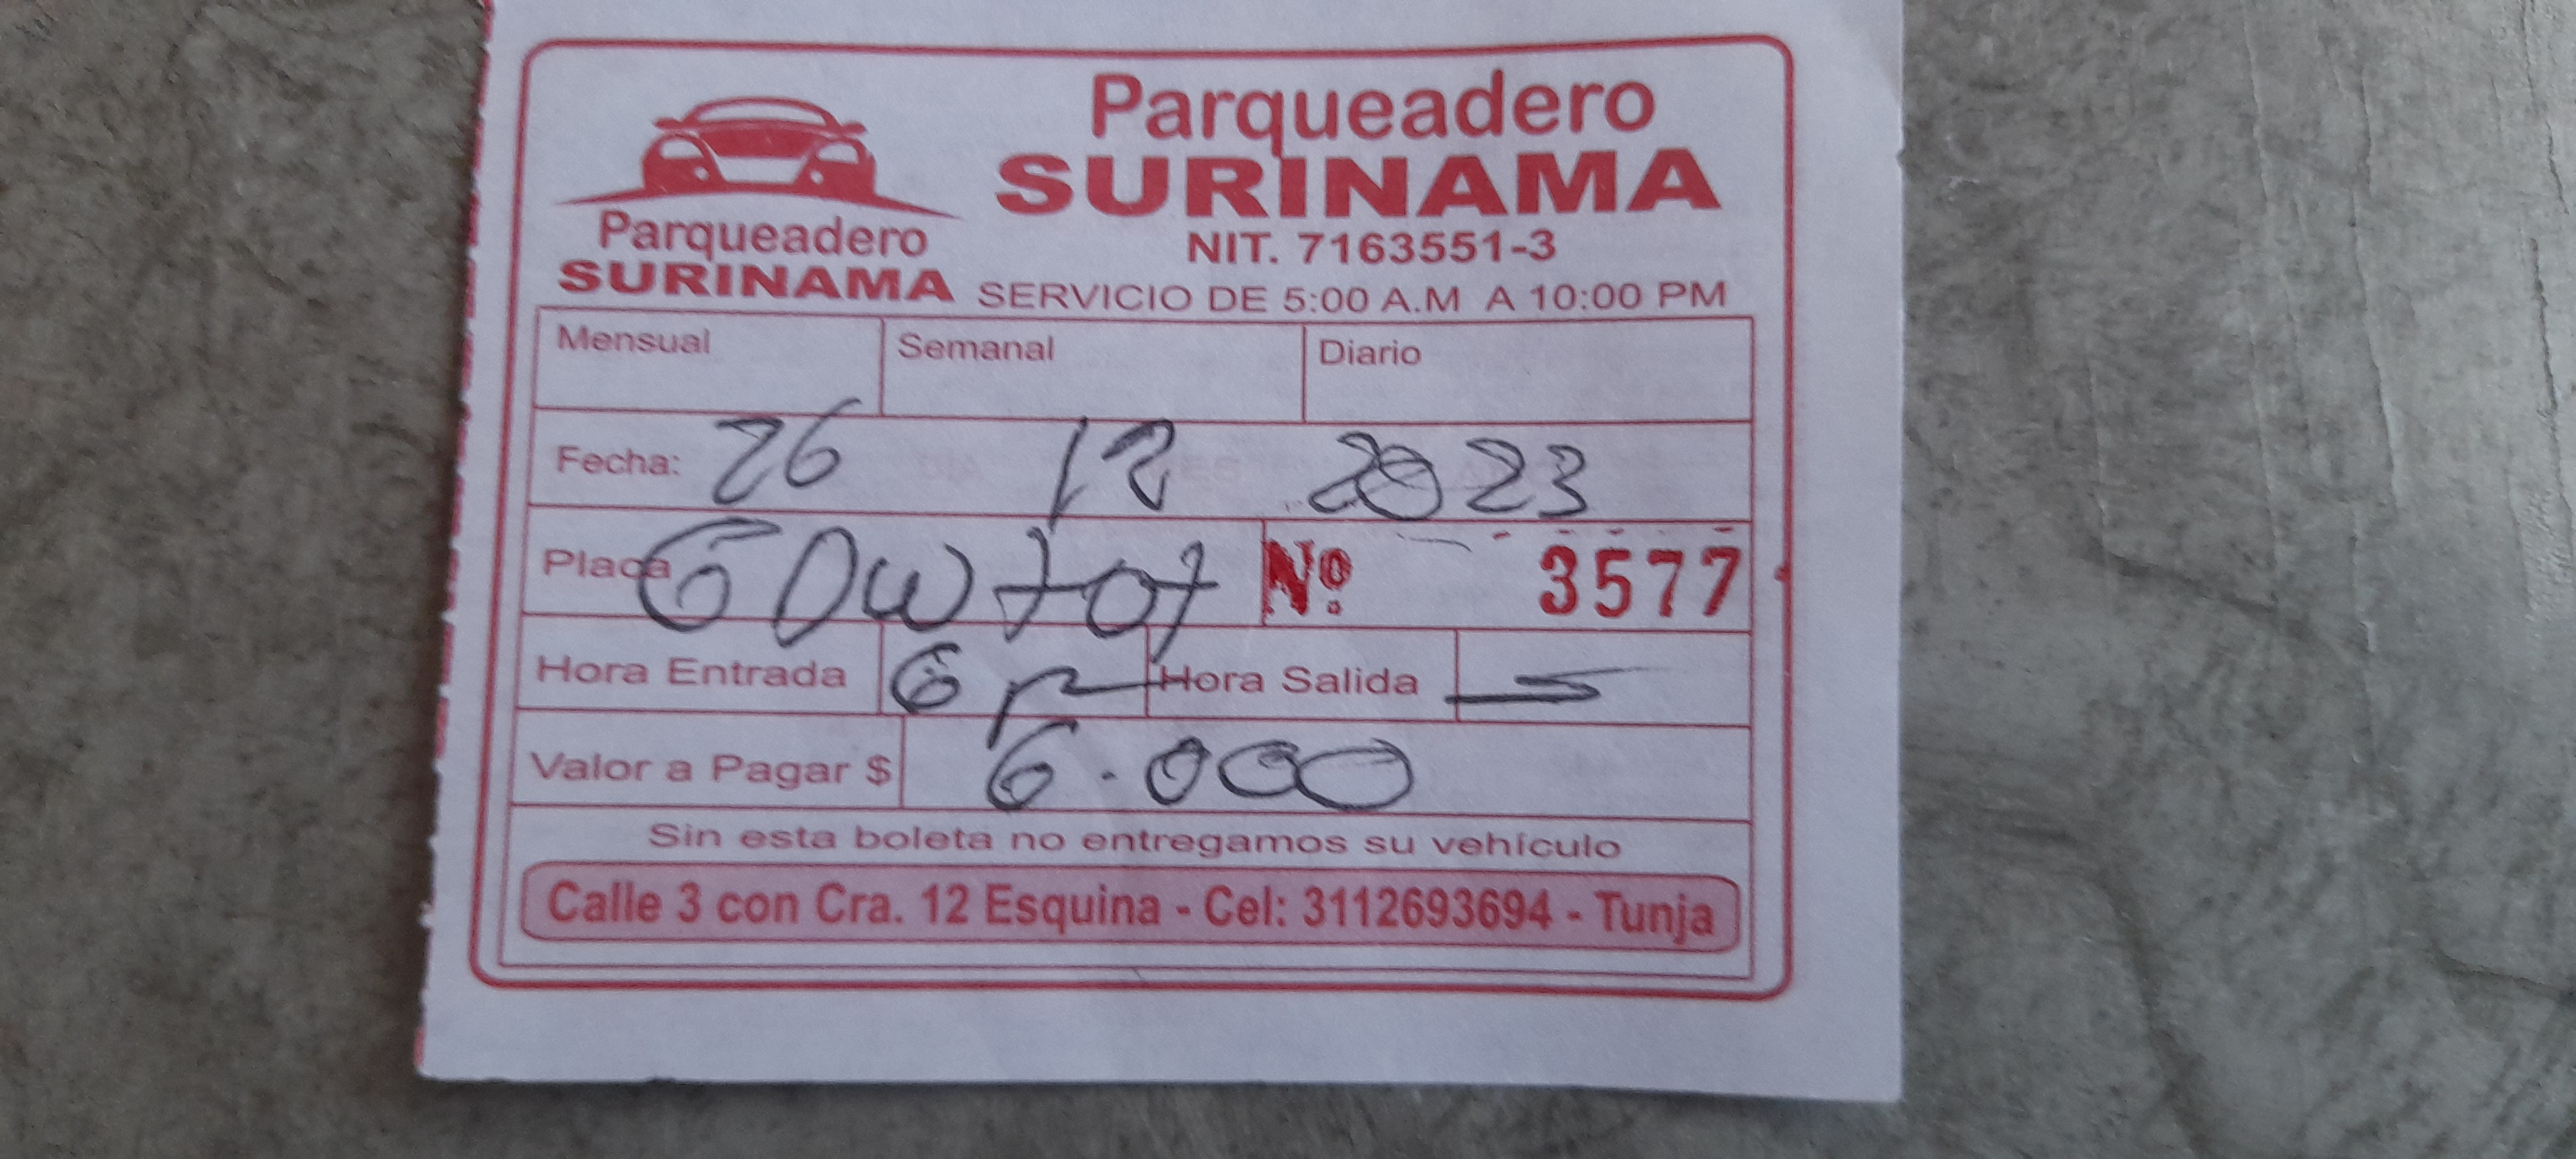 Parqueadero
SURINAMA
Parqueadero
SURINAMA
NIT. 7163551-3
SERVICIO DE 5:00 A.M A 10:00 PM
Mensual Semanal Diario
Fecha: 26 12 2023
Placa GDW707 Nº 3577
Hora Entrada 6 Hora Salida
Valor a Pagar $ 6.000
Sin esta boleta no entregamos su vehículo
Calle 3 con Cra. 12 Esquina - Cel: 3112693694 - Tunja